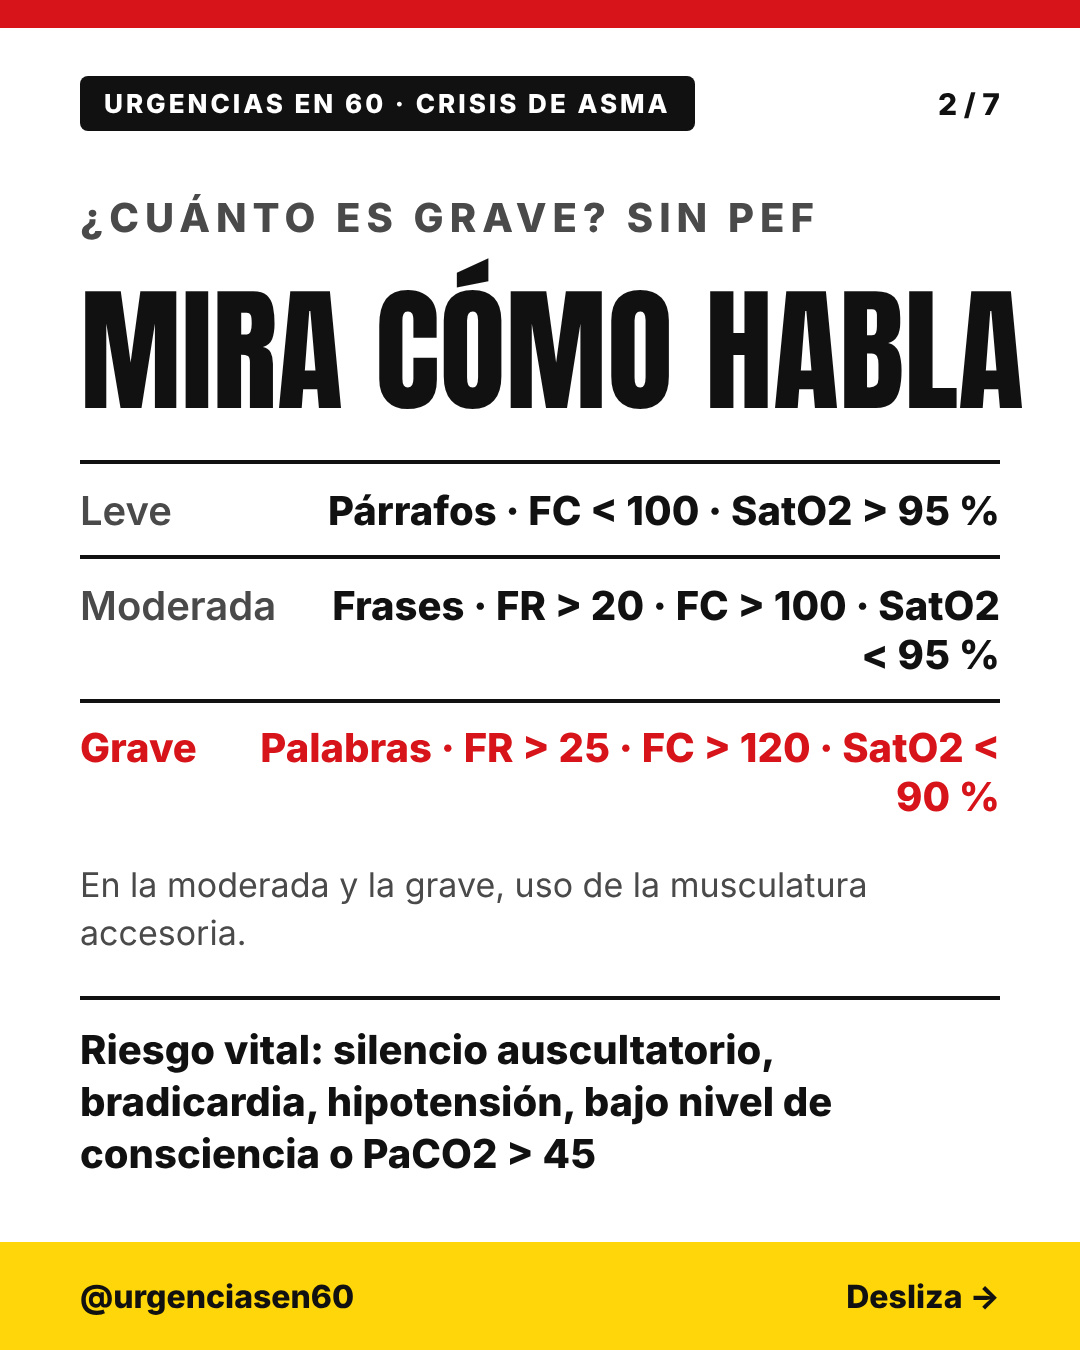 URGENCIAS EN 60 · CRISIS DE ASMA
2 / 7
¿CUÁNTO ES GRAVE? SIN PEF
MIRA CÓMO HABLA
Leve Párrafos · FC < 100 · SatO2 > 95 %
Moderada Frases · FR > 20 · FC > 100 · SatO2
< 95 %
Grave Palabras · FR > 25 · FC > 120 · SatO2 <
90 %
En la moderada y la grave, uso de la musculatura
accesoria.
Riesgo vital: silencio auscultatorio,
bradicardia, hipotensión, bajo nivel de
consciencia o PaCO2 > 45
@urgenciasen60
Desliza →